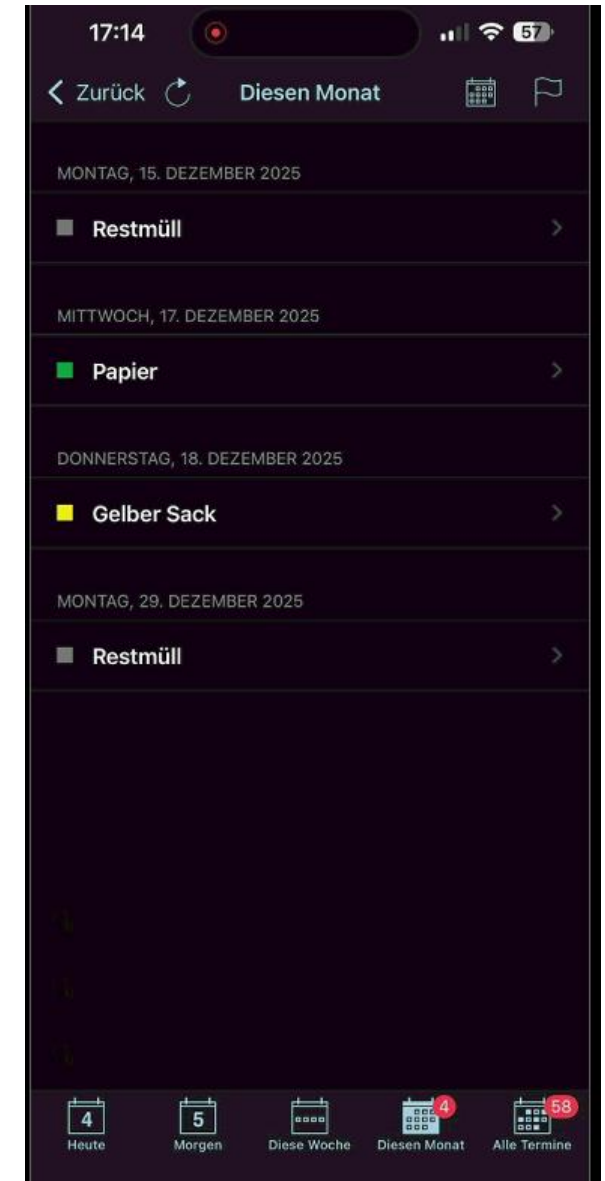 17:14
57
Zurück
Diesen Monat
MONTAG, 15. DEZEMBER 2025
Restmüll
MITTWOCH, 17. DEZEMBER 2025
Papier
DONNERSTAG, 18. DEZEMBER 2025
Gelber Sack
MONTAG, 29. DEZEMBER 2025
Restmüll
4 5 4 58
Heute Morgen Diese Woche Diesen Monat Alle Termine